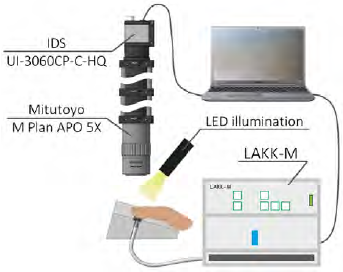 IDS
UI-3060CP-C-HQ
Mitutoyo
M Plan APO 5X
LED illumination
LAKK-M
LAKK-M